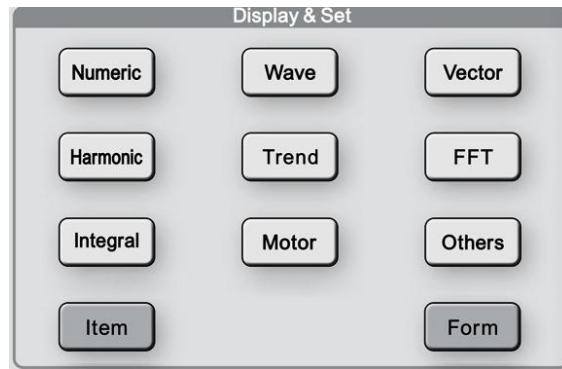 Display & Set
Numeric
Wave
Vector
Harmonic
Trend
FFT
Integral
Motor
Others
Item
Form